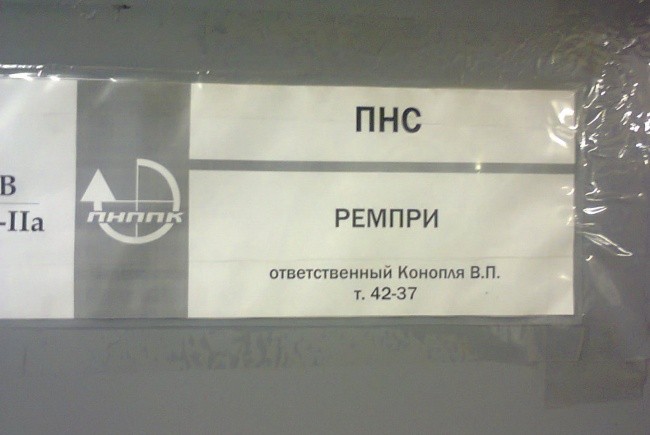 В
-IIа
ПНППК
ПНС
РЕМПРИ
ответственный Конопля В.П.
т. 42-37